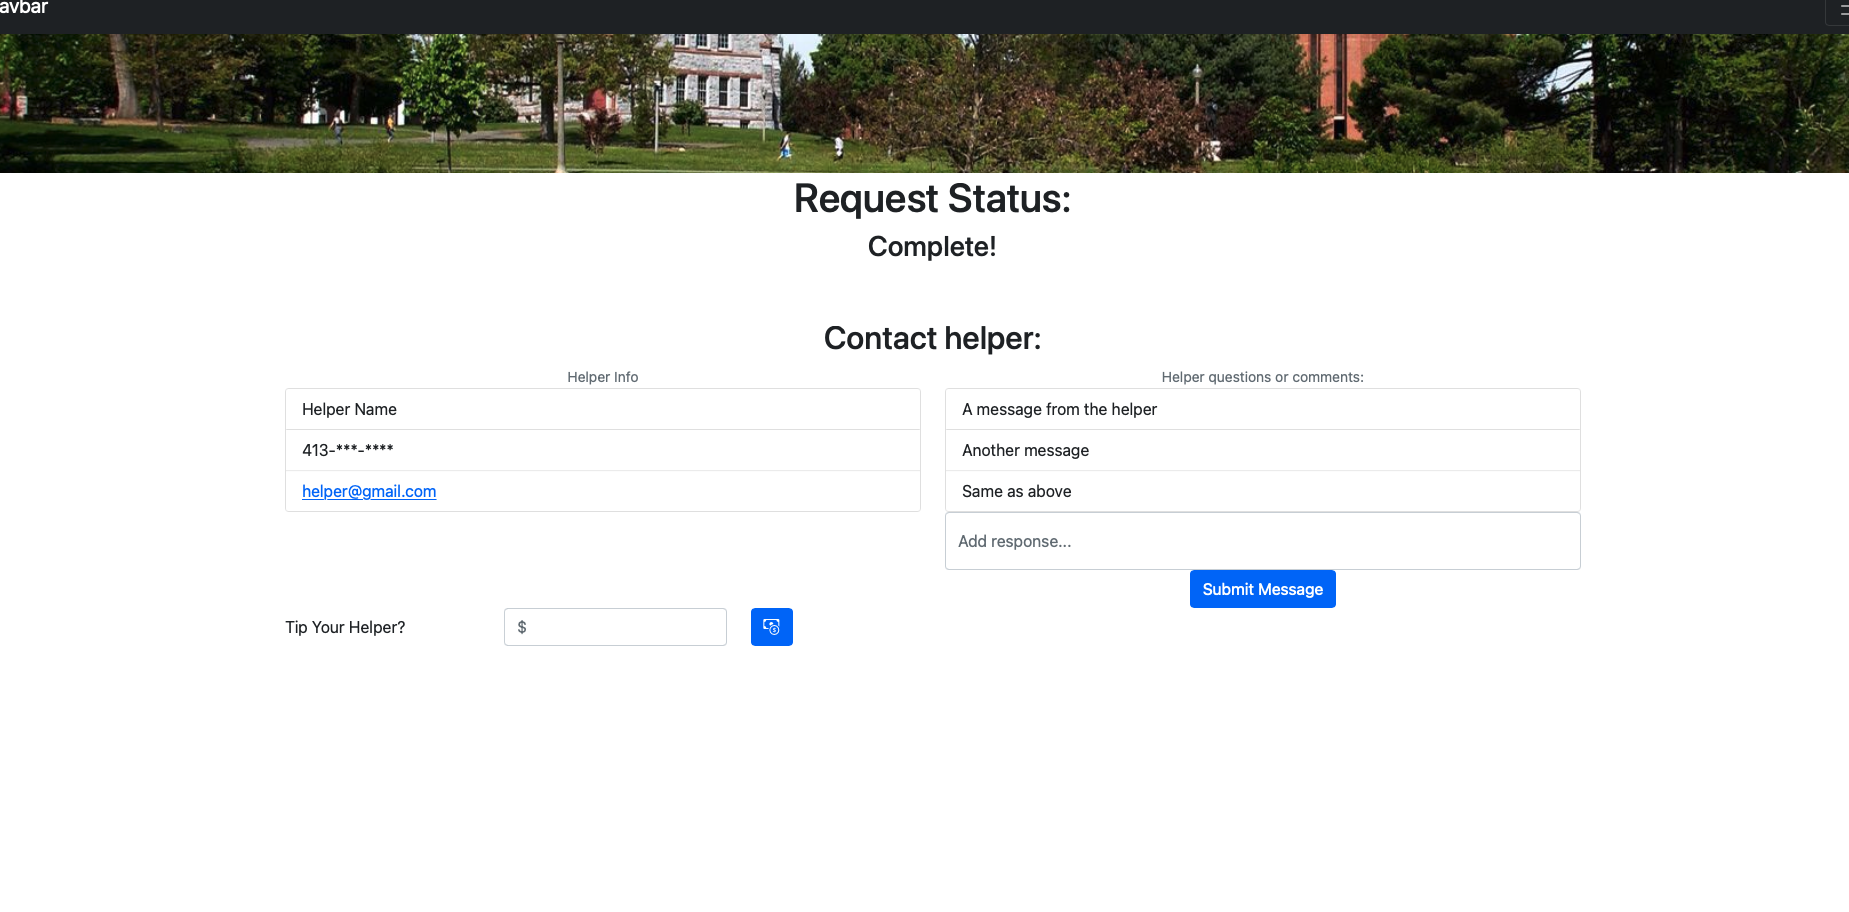 avbar
Request Status:
Complete!
Contact helper:
Helper Info
Helper Name
413-***-****
helper@gmail.com
Helper questions or comments:
A message from the helper
Another message
Same as above
Add response...
Submit Message
Tip Your Helper?
$